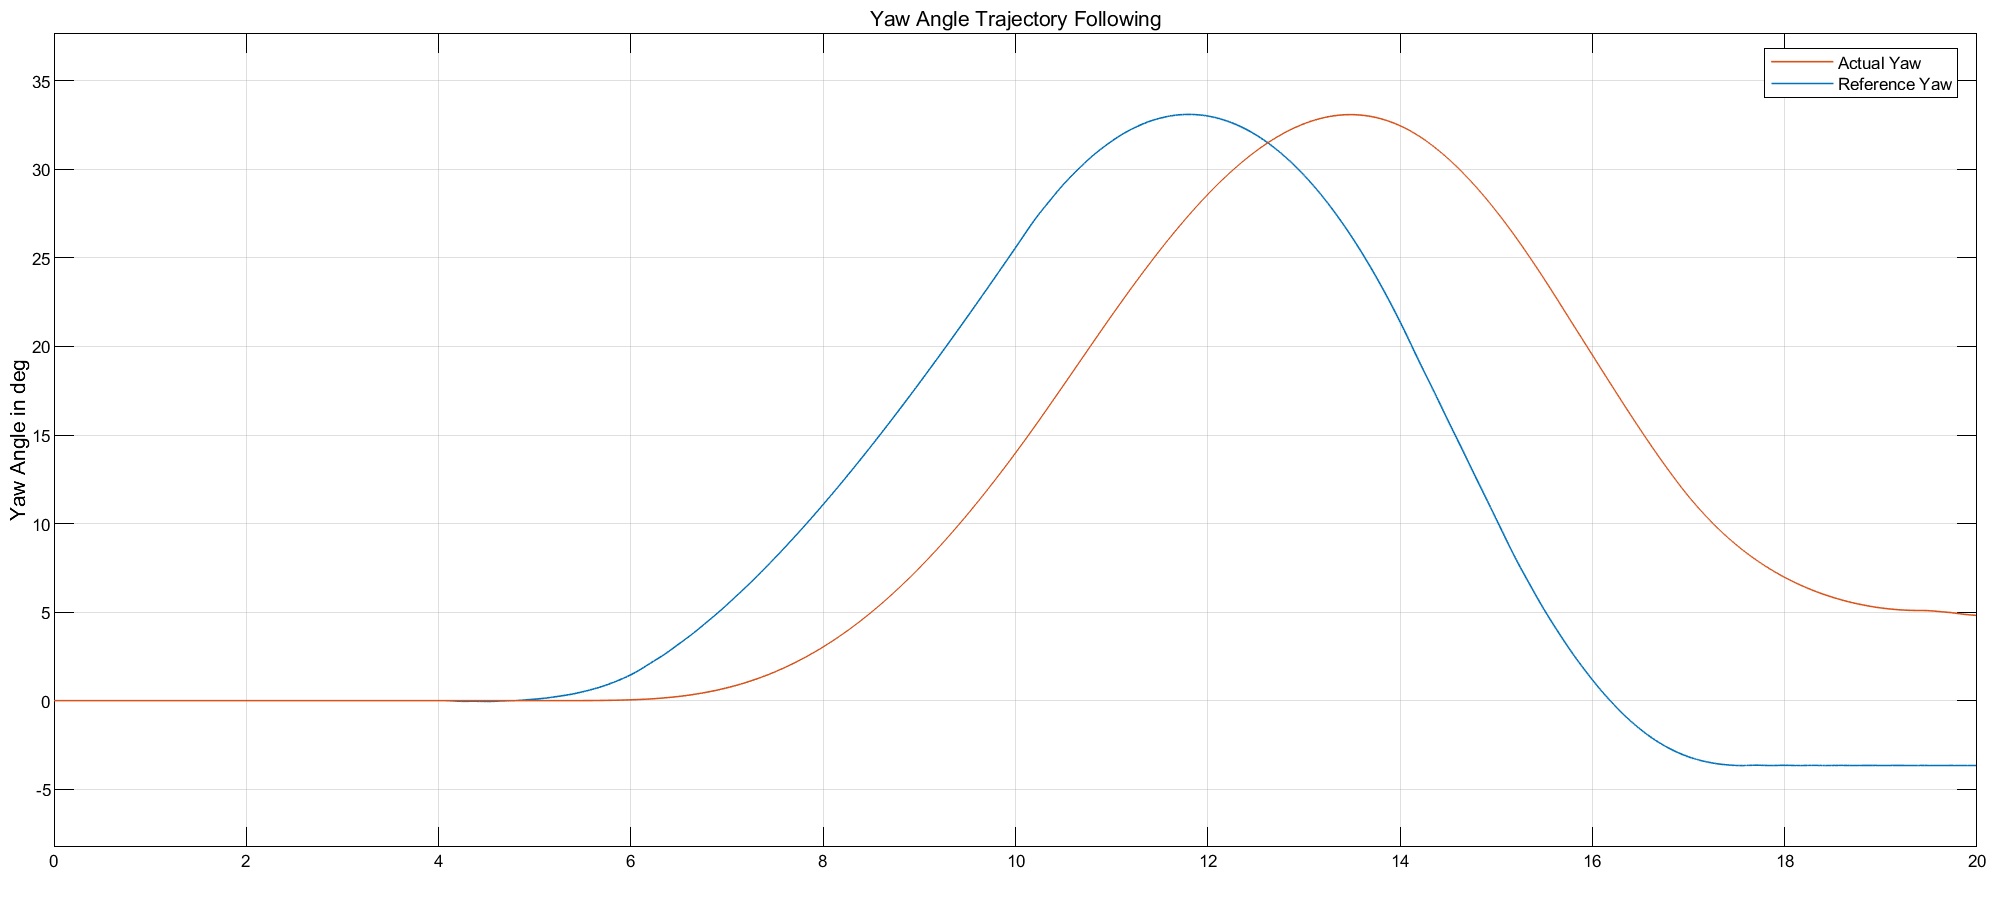 Yaw Angle Trajectory Following
Actual Yaw
Reference Yaw
Yaw Angle in deg
35
30
25
20
15
10
5
0
-5
0 2 4 6 8 10 12 14 16 18 20